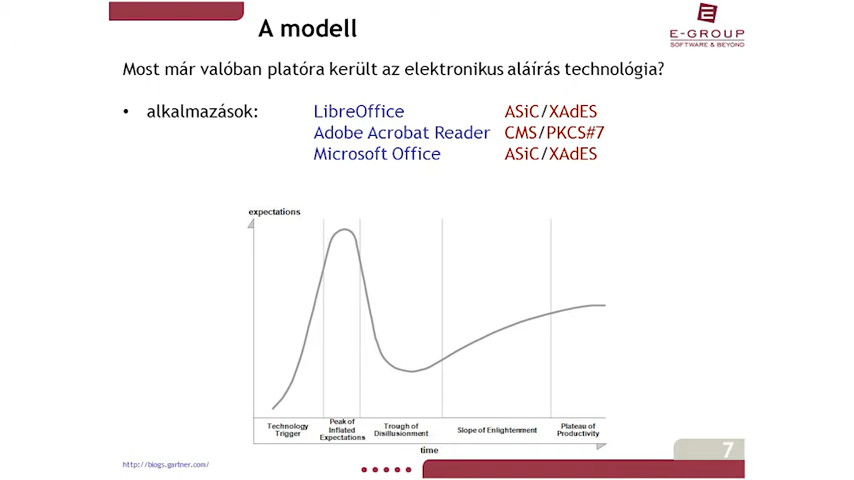 A modell
E-GROUP
SOFTWARE & BEYOND
Most már valóban platóra került az elektronikus aláírás technológia?
• alkalmazások: LibreOffice ASiC/XAdES
Adobe Acrobat Reader CMS/PKCS#7
Microsoft Office ASiC/XAdES
expectations
Technology
Trigger
Peak of
Inflated
Expectations
Trough of
Disillusionment
Slope of Enlightenment
Plateau of
Productivity
time
http://blogs.gartner.com/
7